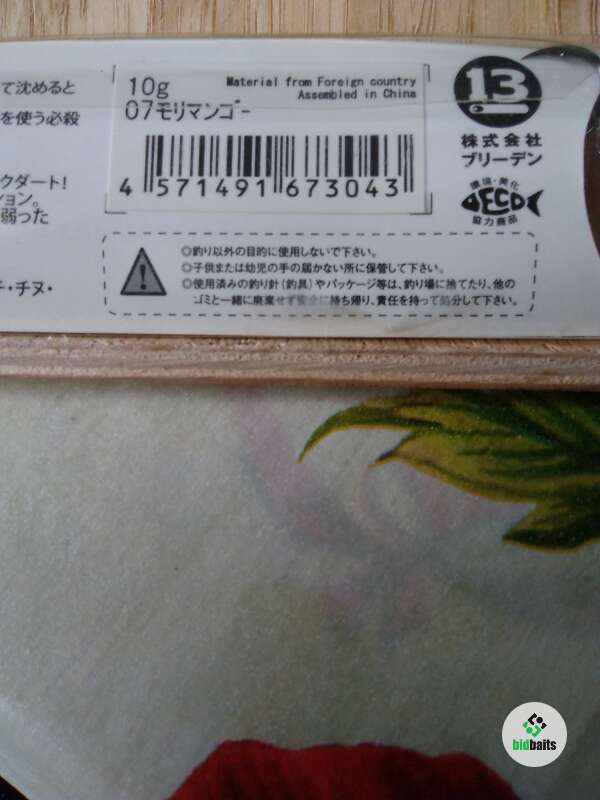 て沈めると
を使う必殺
クダート!
ション。
弱った
チ・チヌ・
10g
07モリマンゴー
Material from Foreign country
Assembled in China
4 571491 673043
13
株式会社
ブリーデン
環境・美化
ECO
協力商品
◎釣り以外の目的に使用しないで下さい。
◎子供または幼児の手の届かない所に保管して下さい。
◎使用済みの釣り針(釣具)やパッケージ等は、釣り場に捨てたり、他の
ゴミと一緒に廃棄せず安全に持ち帰り、責任を持って処分して下さい。
bidbaits